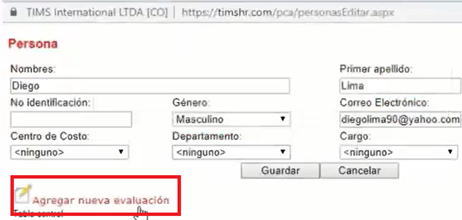 TIMS International LTDA [CO] | https://timshr.com/pca/personasEditar.aspx
Persona
Nombres: Primer apellido:
Diego Lima
No identificación: Género: Correo Electrónico:
Masculino diegolima90@yahoo.com
Centro de Costo: Departamento: Cargo:
<ninguno> <ninguno> <ninguno>
Guardar Cancelar
Agregar nueva evaluación
Tabla control